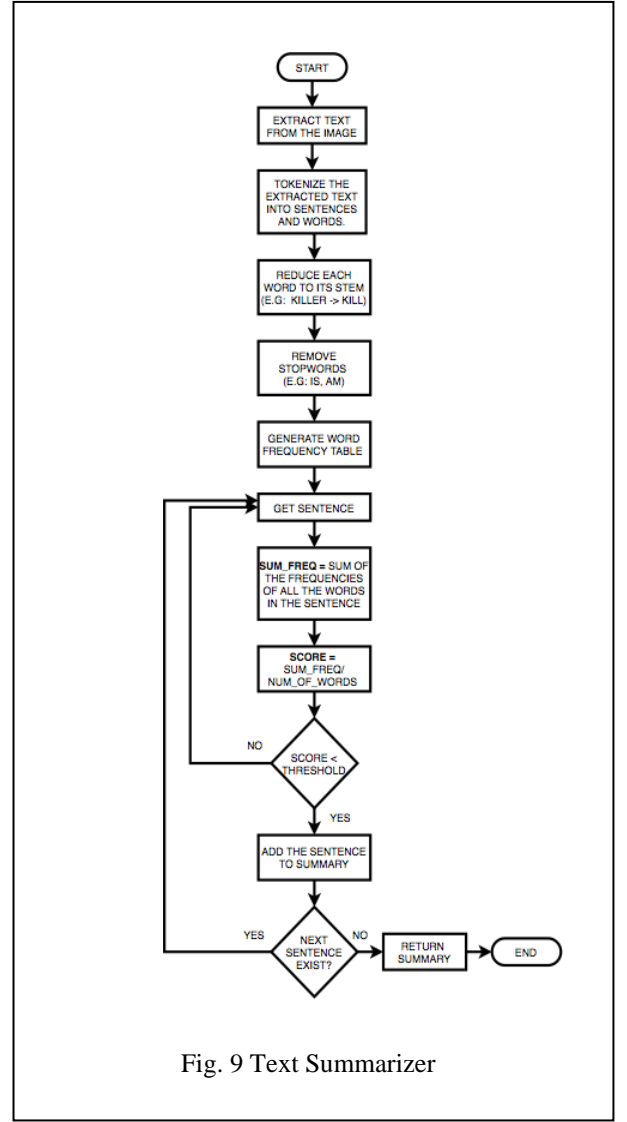 START
EXTRACT TEXT
FROM THE IMAGE
TOKENIZE THE
EXTRACTED TEXT
INTO SENTENCES
AND WORDS.
REDUCE EACH
WORD TO ITS STEM
(E.G: KILLER -> KILL)
REMOVE
STOPWORDS
(E.G: IS, AM)
GENERATE WORD
FREQUENCY TABLE
GET SENTENCE
SUM_FREQ = SUM OF
THE FREQUENCIES
OF ALL THE WORDS
IN THE SENTENCE
SCORE =
SUM_FREQ/
NUM_OF_WORDS
NO
SCORE <
THRESHOLD
YES
ADD THE SENTENCE
TO SUMMARY
YES
NEXT
SENTENCE
EXIST?
NO
RETURN
SUMMARY
END
Fig. 9 Text Summarizer